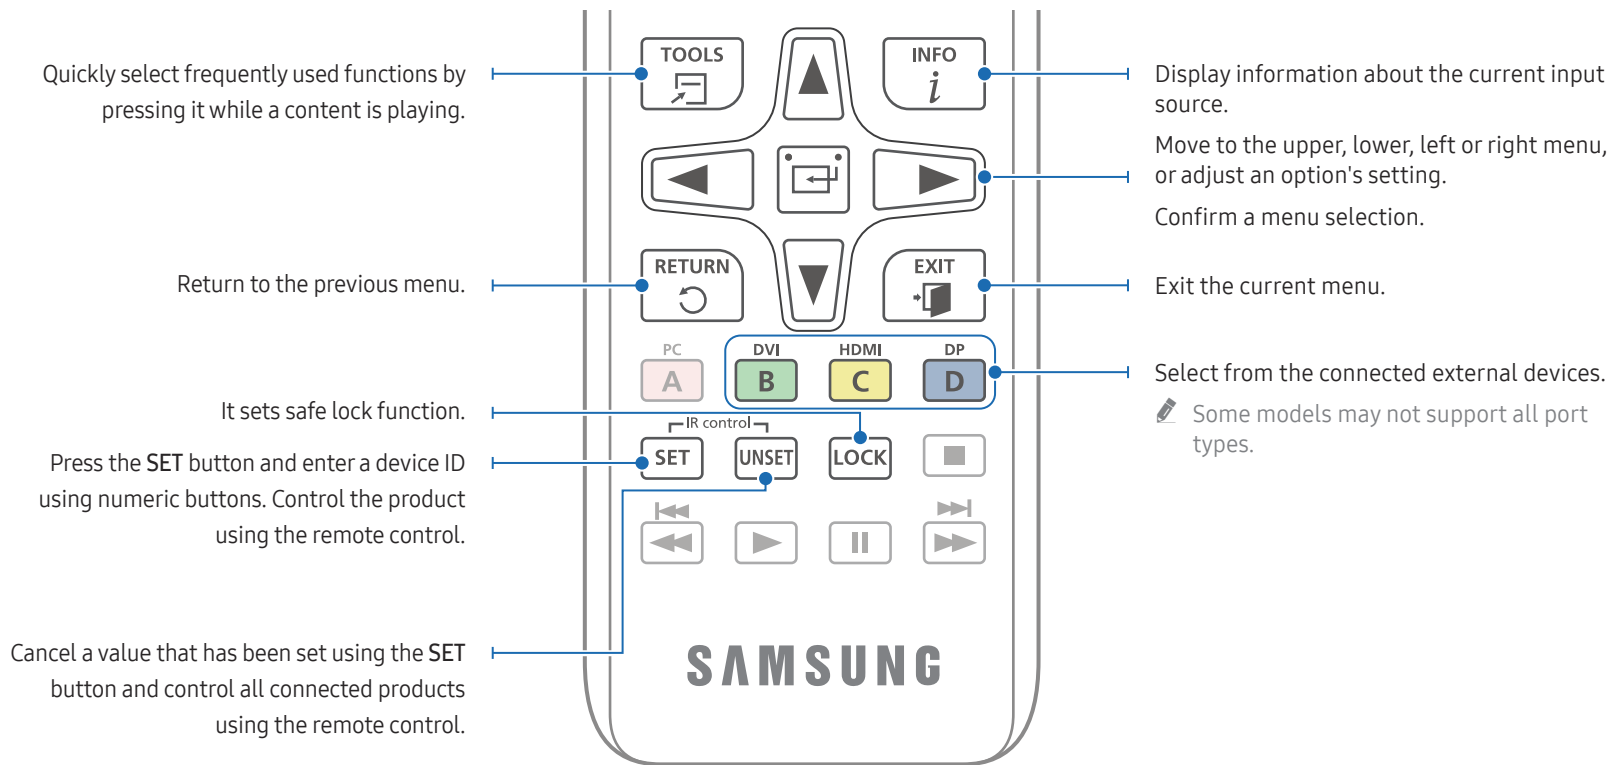 Quickly select frequently used functions by
pressing it while a content is playing.
Return to the previous menu.
It sets safe lock function.
Press the SET button and enter a device ID
using numeric buttons. Control the product
using the remote control.
Cancel a value that has been set using the SET
button and control all connected products
using the remote control.
TOOLS
INFO
i
RETURN
EXIT
PC
DVI
HDMI
DP
A
B
C
D
IR control
SET
UNSET
LOCK
SAMSUNG
Display information about the current input
source.
Move to the upper, lower, left or right menu,
or adjust an option's setting.
Confirm a menu selection.
Exit the current menu.
Select from the connected external devices.
Some models may not support all port
types.